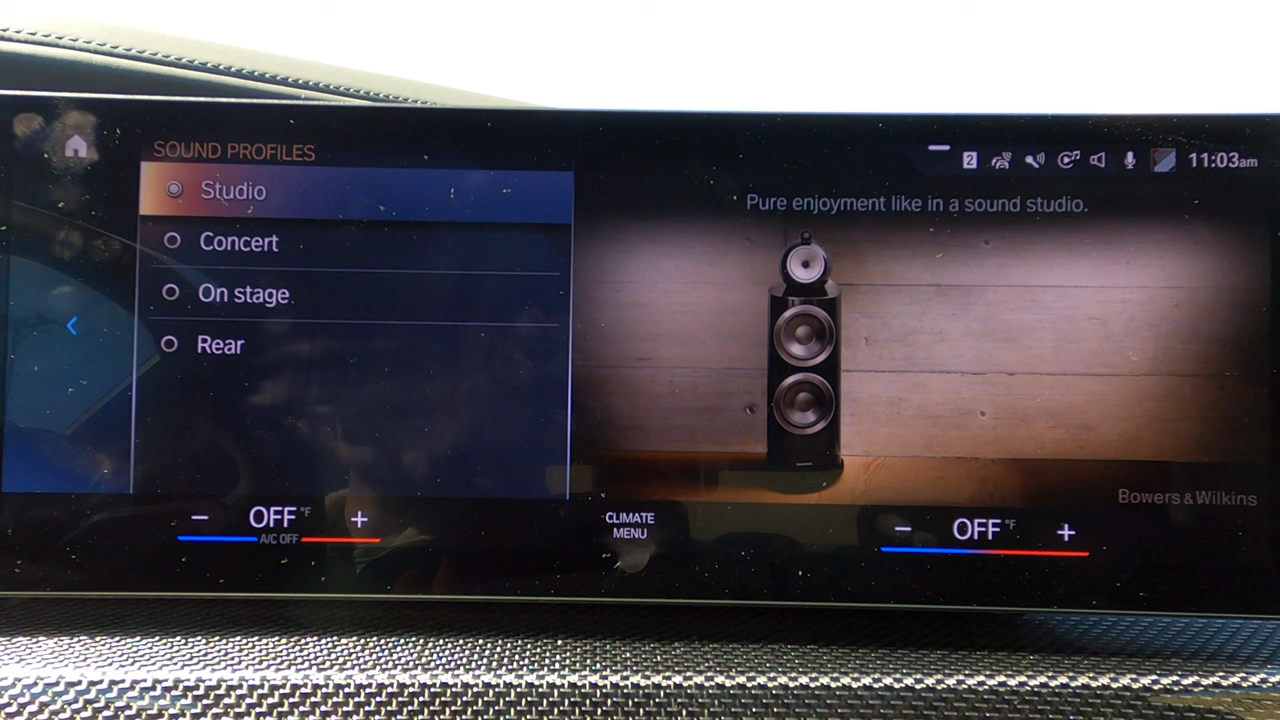 SOUND PROFILES
2
11:03am
Studio
Pure enjoyment like in a sound studio.
Concert
On stage
Rear
Bowers & Wilkins
− OFF °F +
A/C OFF
CLIMATE
MENU
− OFF °F +